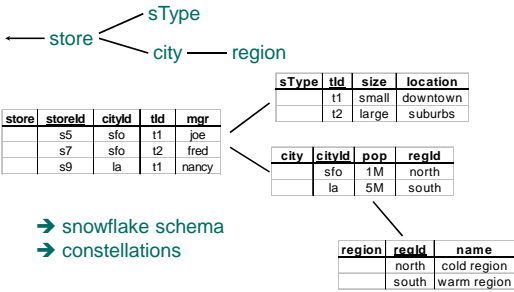 sType
store
city region
sType tId size location
t1 small downtown
t2 large suburbs
store storeId cityId tId mgr
s5 sfo t1 joe
s7 sfo t2 fred
s9 la t1 nancy
city cityId pop regId
sfo 1M north
la 5M south
➔ snowflake schema
➔ constellations
region regId name
north cold region
south warm region